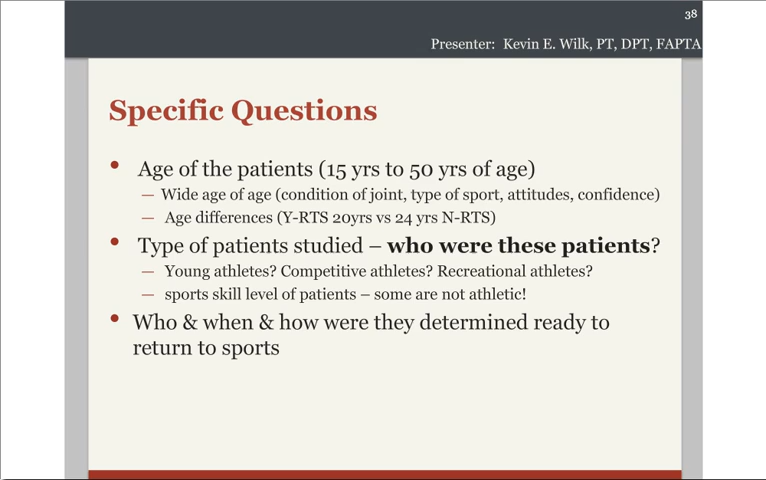 38
Presenter:  Kevin E. Wilk, PT, DPT, FAPTA
Specific Questions
• Age of the patients (15 yrs to 50 yrs of age)
— Wide age of age (condition of joint, type of sport, attitudes, confidence)
— Age differences (Y-RTS 20yrs vs 24 yrs N-RTS)
• Type of patients studied – who were these patients?
— Young athletes? Competitive athletes? Recreational athletes?
— sports skill level of patients – some are not athletic!
• Who & when & how were they determined ready to
return to sports